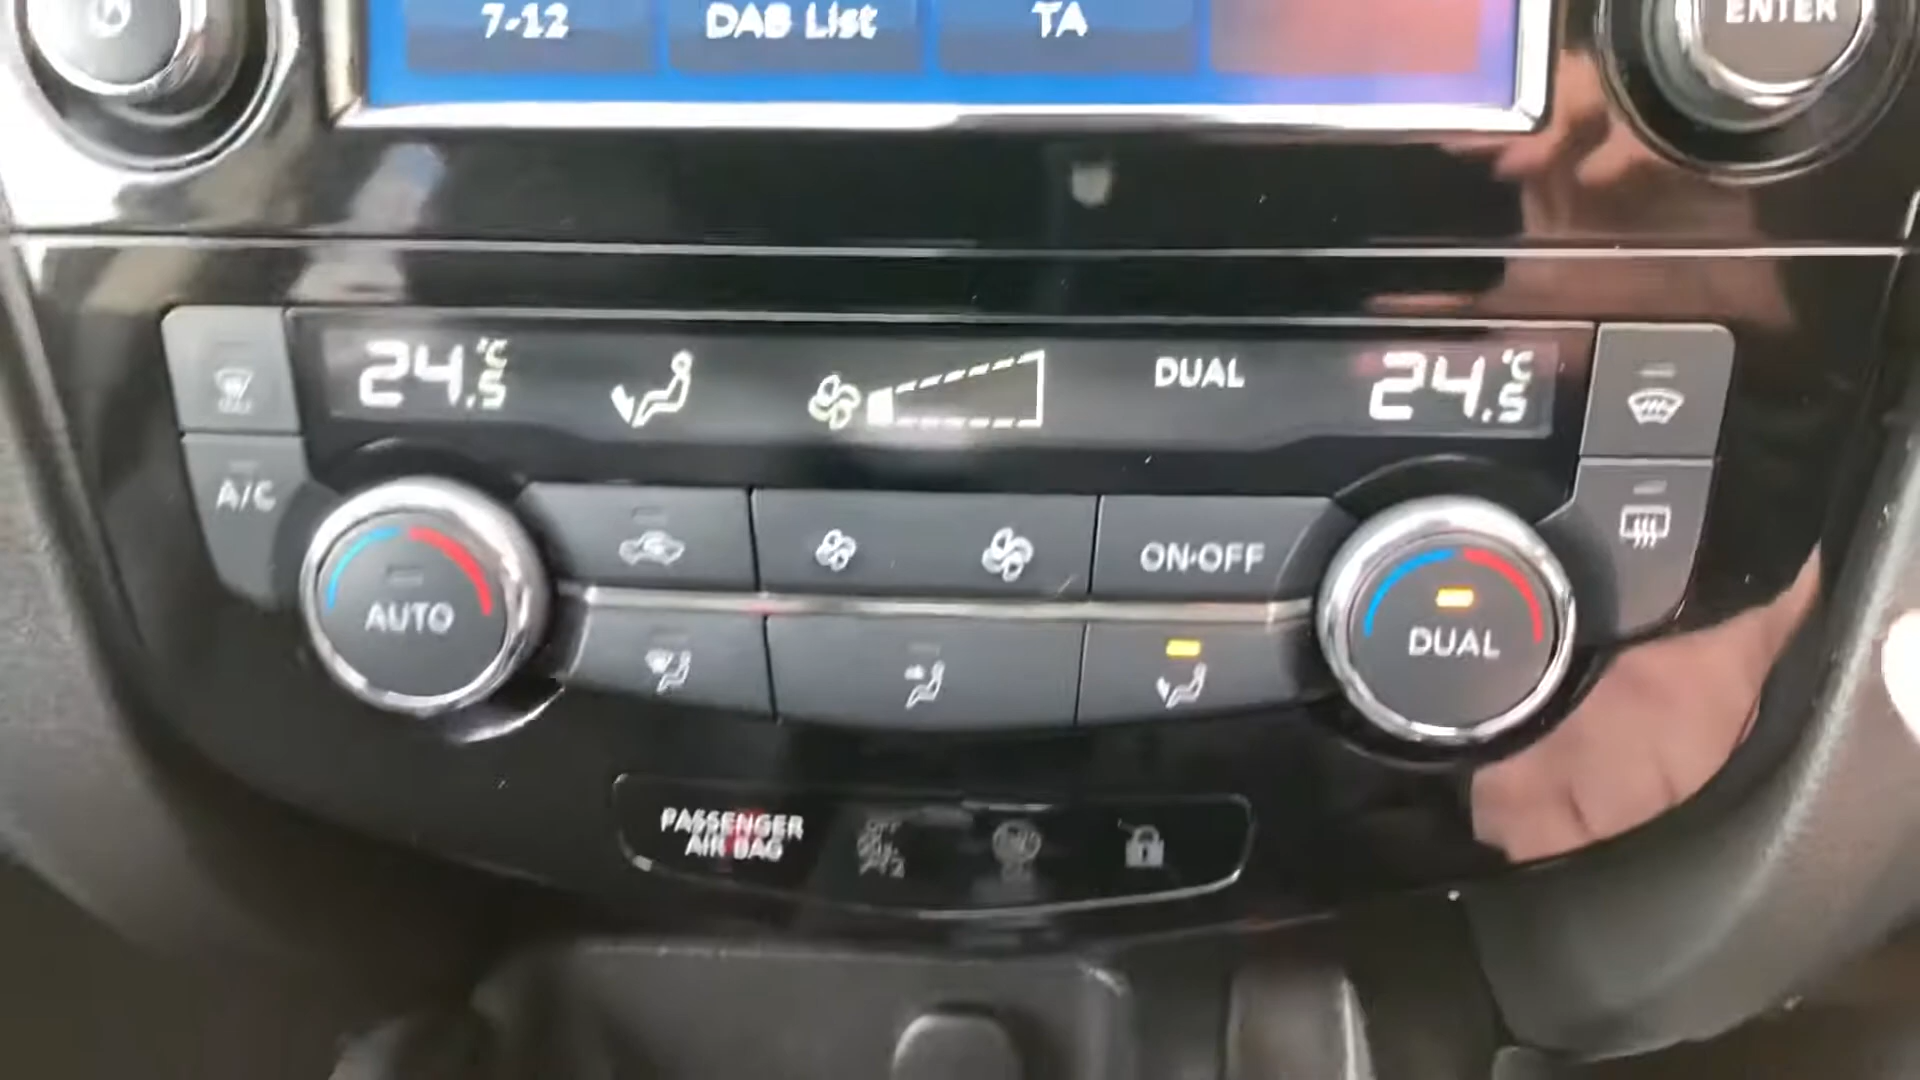 7-12 DAB List TA ENTER
24.5°C DUAL 24.5°C
A/C
ON·OFF
AUTO DUAL
PASSENGER
AIR BAG